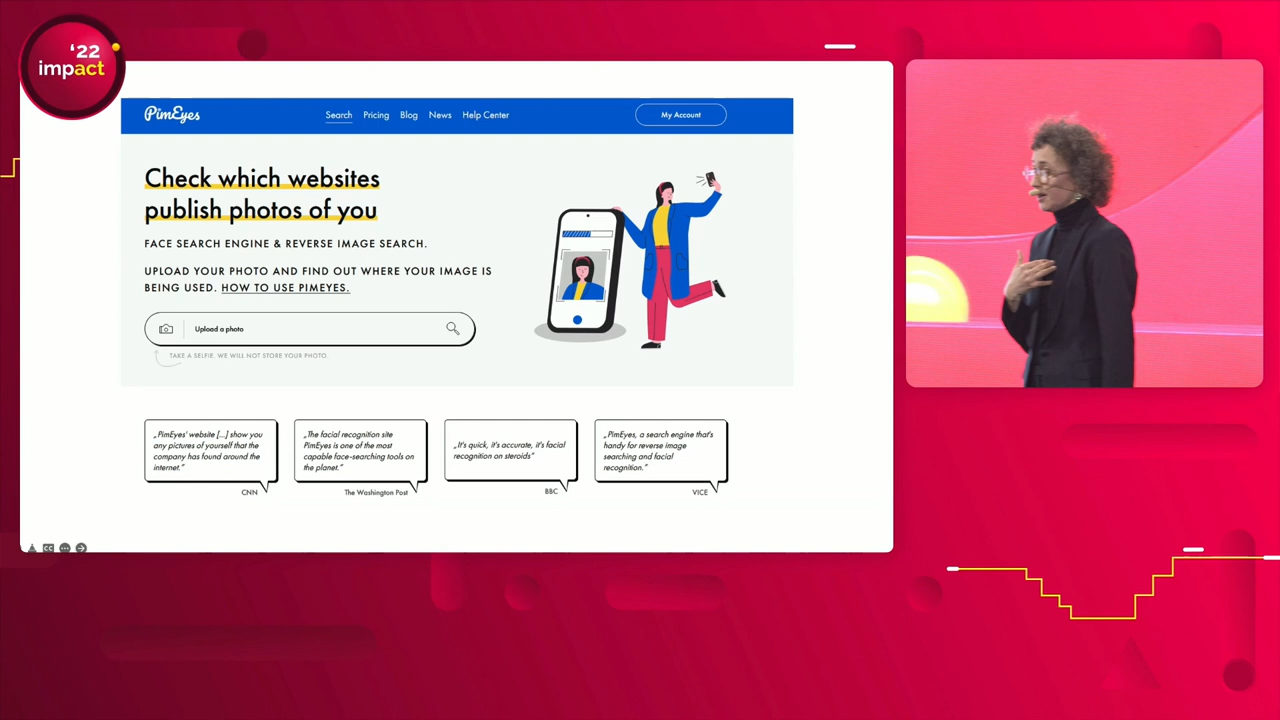 ‘22
impact
PimEyes
Search
Pricing
Blog
News
Help Center
My Account
Check which websites
publish photos of you
FACE SEARCH ENGINE & REVERSE IMAGE SEARCH.
UPLOAD YOUR PHOTO AND FIND OUT WHERE YOUR IMAGE IS
BEING USED. HOW TO USE PIMEYES.
Upload a photo
TAKE A SELFIE. WE WILL NOT STORE YOUR PHOTO.
„PimEyes' website [...] show you
any pictures of yourself that the
company has found around the
internet.”
CNN
„The facial recognition site
PimEyes is one of the most
capable face-searching tools on
the planet.”
The Washington Post
„It's quick, it's accurate, it's facial
recognition on steroids”
BBC
„PimEyes, a search engine that's
handy for reverse image
searching and facial
recognition.”
VICE
CC